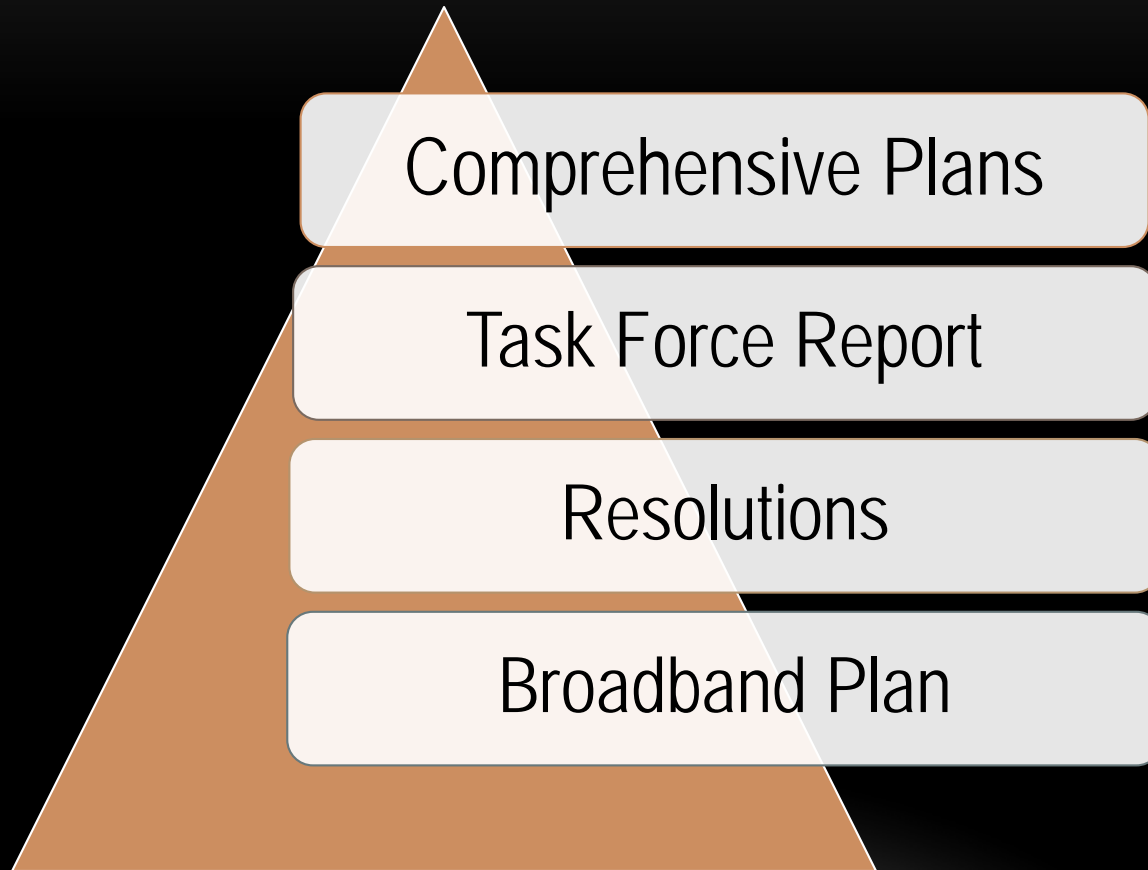 Comprehensive Plans
Task Force Report
Resolutions
Broadband Plan